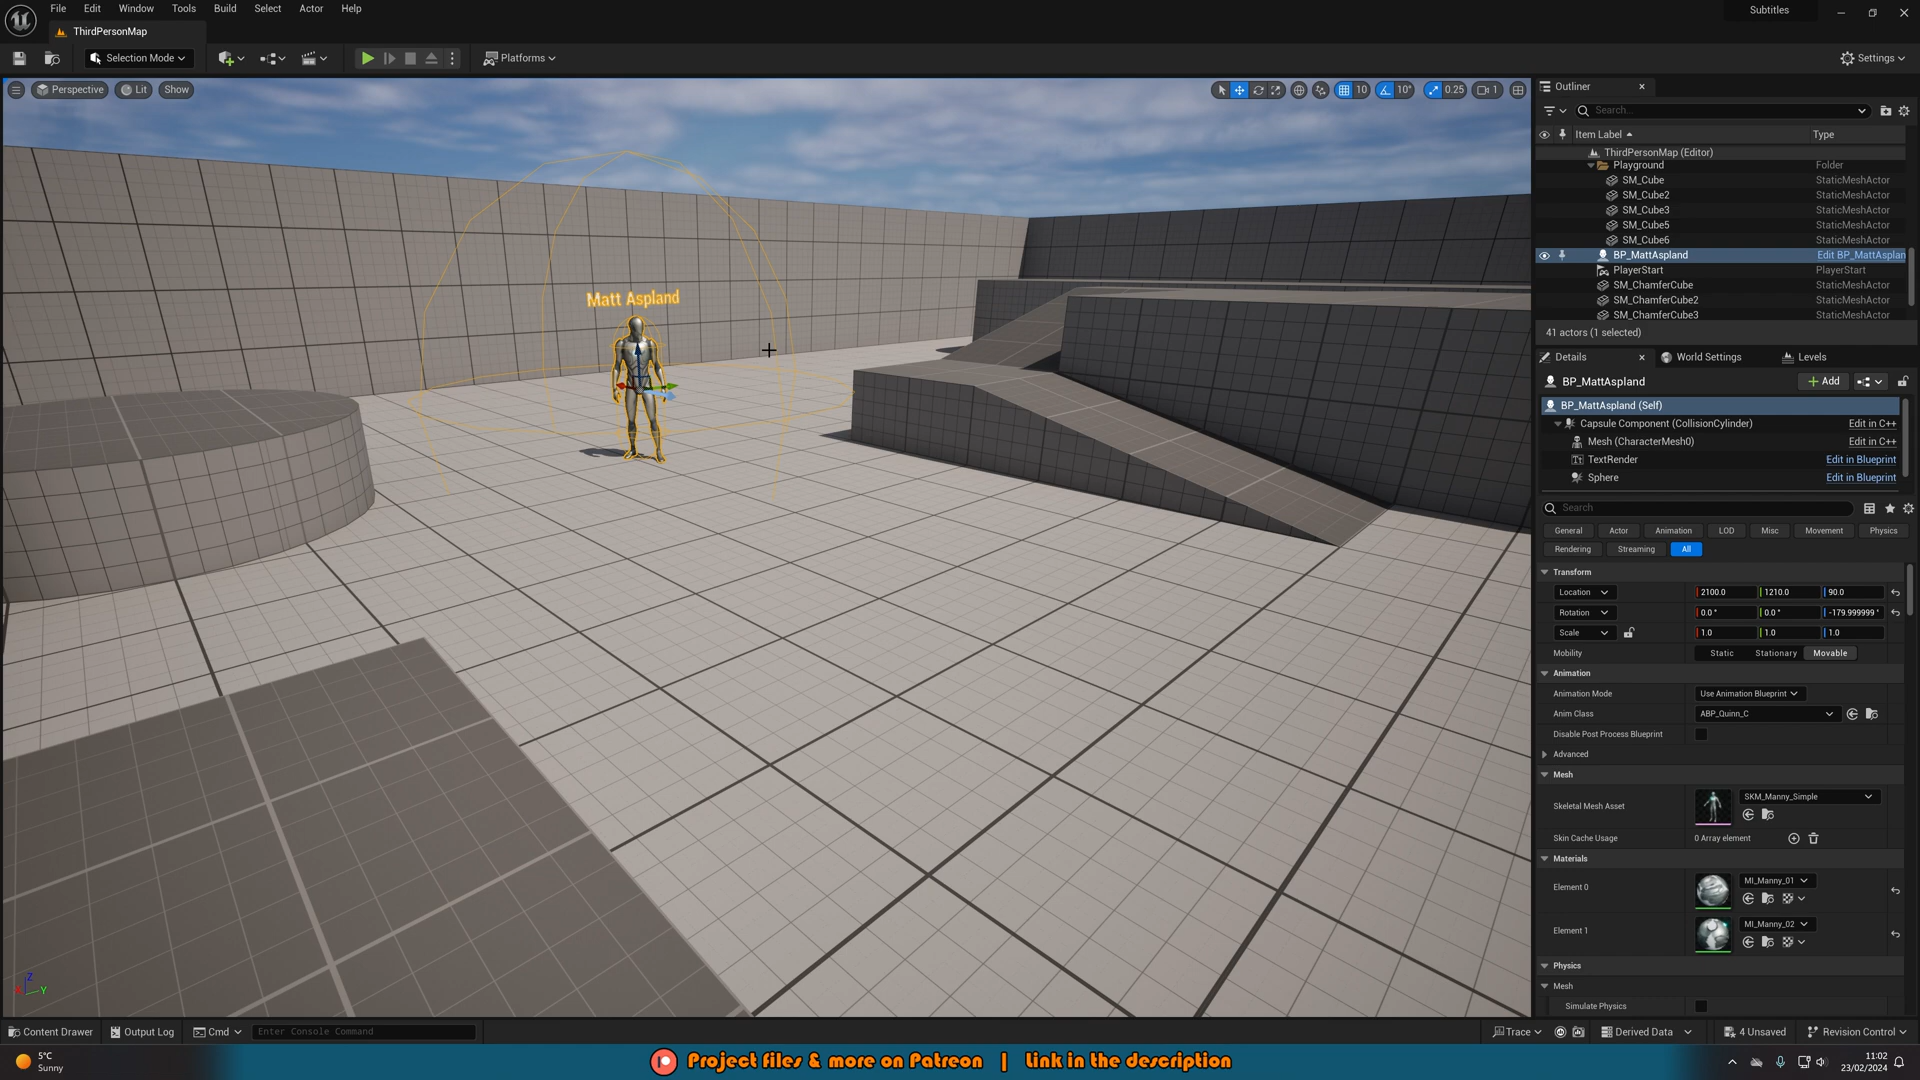 File Edit Window Tools Build Select Actor Help
Subtitles
ThirdPersonMap
Selection Mode
Platforms
Settings
Perspective Lit Show
10 10° 0.25 1
Matt Aspland
Outliner
Search...
Item Label Type
ThirdPersonMap (Editor)
Playground Folder
SM_Cube StaticMeshActor
SM_Cube2 StaticMeshActor
SM_Cube3 StaticMeshActor
SM_Cube5 StaticMeshActor
SM_Cube6 StaticMeshActor
BP_MattAspland Edit BP_MattAsplan
PlayerStart PlayerStart
SM_ChamferCube StaticMeshActor
SM_ChamferCube2 StaticMeshActor
SM_ChamferCube3 StaticMeshActor
41 actors (1 selected)
Details World Settings Levels
BP_MattAspland
Add
BP_MattAspland (Self)
Capsule Component (CollisionCylinder) Edit in C++
Mesh (CharacterMesh0) Edit in C++
TextRender Edit in Blueprint
Sphere Edit in Blueprint
Search
General Actor Animation LOD Misc Movement Physics
Rendering Streaming All
Transform
Location 2100.0 1210.0 90.0
Rotation 0.0 ° 0.0 ° -179.999999 °
Scale 1.0 1.0 1.0
Mobility Static Stationary Movable
Animation
Animation Mode Use Animation Blueprint
Anim Class ABP_Quinn_C
Disable Post Process Blueprint
Advanced
Mesh
Skeletal Mesh Asset SKM_Manny_Simple
Skin Cache Usage 0 Array element
Materials
Element 0 MI_Manny_01
Element 1 MI_Manny_02
Physics
Mesh
Simulate Physics
Z
X Y
Content Drawer Output Log Cmd Enter Console Command
Trace Derived Data 4 Unsaved Revision Control
5°C
Sunny
Project files & more on Patreon | Link in the description
11:02
23/02/2024